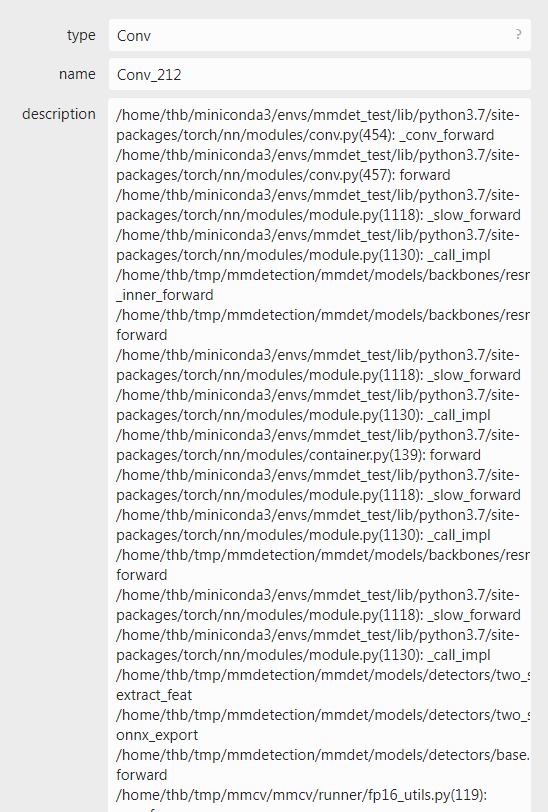 type
Conv
?
name
Conv_212
description
/home/thb/miniconda3/envs/mmdet_test/lib/python3.7/site-
packages/torch/nn/modules/conv.py(454): _conv_forward
/home/thb/miniconda3/envs/mmdet_test/lib/python3.7/site-
packages/torch/nn/modules/conv.py(457): forward
/home/thb/miniconda3/envs/mmdet_test/lib/python3.7/site-
packages/torch/nn/modules/module.py(1118): _slow_forward
/home/thb/miniconda3/envs/mmdet_test/lib/python3.7/site-
packages/torch/nn/modules/module.py(1130): _call_impl
/home/thb/tmp/mmdetection/mmdet/models/backbones/resr
_inner_forward
/home/thb/tmp/mmdetection/mmdet/models/backbones/resr
forward
/home/thb/miniconda3/envs/mmdet_test/lib/python3.7/site-
packages/torch/nn/modules/module.py(1118): _slow_forward
/home/thb/miniconda3/envs/mmdet_test/lib/python3.7/site-
packages/torch/nn/modules/module.py(1130): _call_impl
/home/thb/miniconda3/envs/mmdet_test/lib/python3.7/site-
packages/torch/nn/modules/container.py(139): forward
/home/thb/miniconda3/envs/mmdet_test/lib/python3.7/site-
packages/torch/nn/modules/module.py(1118): _slow_forward
/home/thb/miniconda3/envs/mmdet_test/lib/python3.7/site-
packages/torch/nn/modules/module.py(1130): _call_impl
/home/thb/tmp/mmdetection/mmdet/models/backbones/resr
forward
/home/thb/miniconda3/envs/mmdet_test/lib/python3.7/site-
packages/torch/nn/modules/module.py(1118): _slow_forward
/home/thb/miniconda3/envs/mmdet_test/lib/python3.7/site-
packages/torch/nn/modules/module.py(1130): _call_impl
/home/thb/tmp/mmdetection/mmdet/models/detectors/two_s
extract_feat
/home/thb/tmp/mmdetection/mmdet/models/detectors/two_s
onnx_export
/home/thb/tmp/mmdetection/mmdet/models/detectors/base.
forward
/home/thb/tmp/mmcv/mmcv/runner/fp16_utils.py(119):